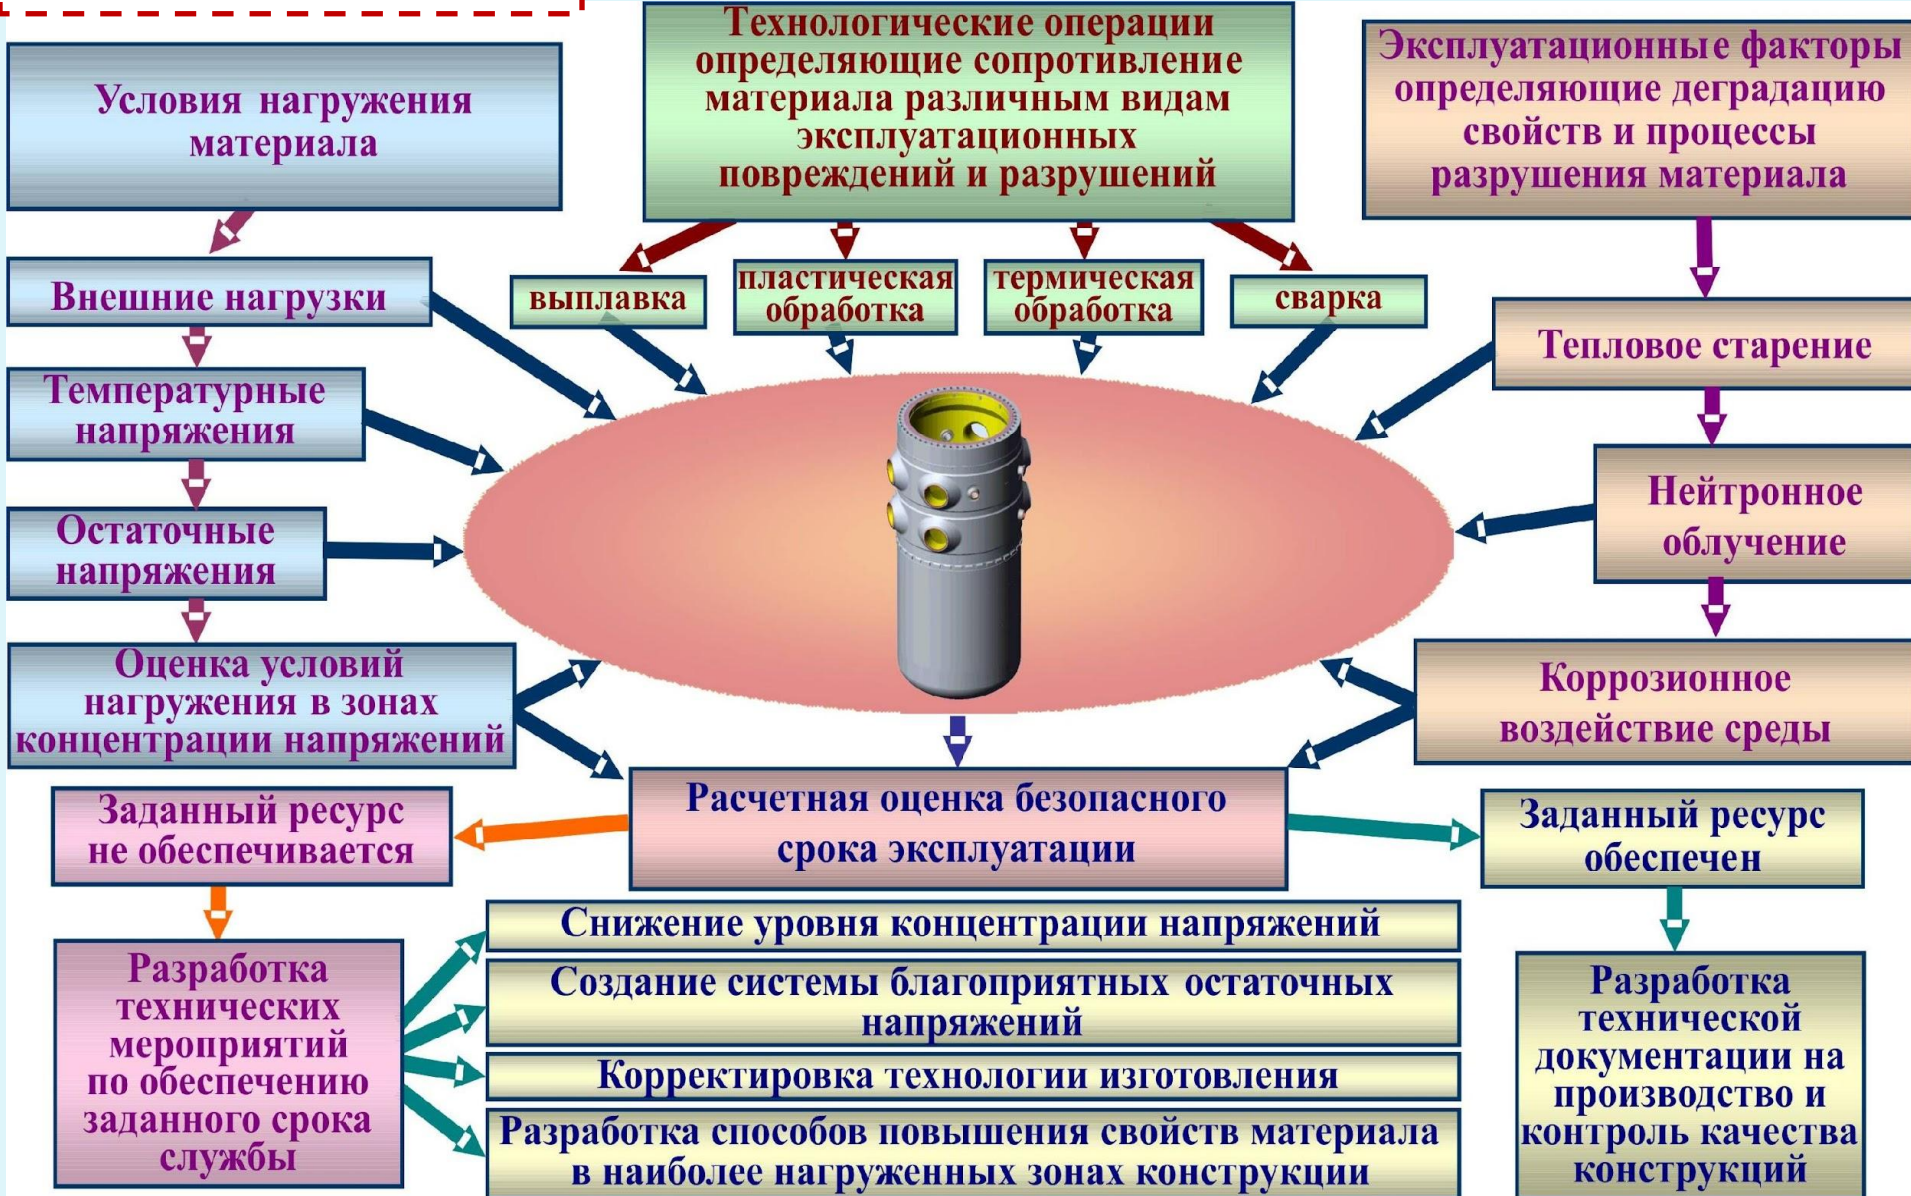 Условия нагружения
материала
Технологические операции
определяющие сопротивление
материала различным видам
эксплуатационных
повреждений и разрушений
Эксплуатационные факторы
определяющие деградацию
свойств и процессы
разрушения материала
Внешние нагрузки
выплавка
пластическая
обработка
термическая
обработка
сварка
Тепловое старение
Температурные
напряжения
Нейтронное
облучение
Остаточные
напряжения
Оценка условий
нагружения в зонах
концентрации напряжений
Коррозионное
воздействие среды
Расчетная оценка безопасного
срока эксплуатации
Заданный ресурс
не обеспечивается
Заданный ресурс
обеспечен
Разработка
технических
мероприятий
по обеспечению
заданного срока
службы
Снижение уровня концентрации напряжений
Создание системы благоприятных остаточных
напряжений
Корректировка технологии изготовления
Разработка способов повышения свойств материала
в наиболее нагруженных зонах конструкции
Разработка
технической
документации на
производство и
контроль качества
конструкций